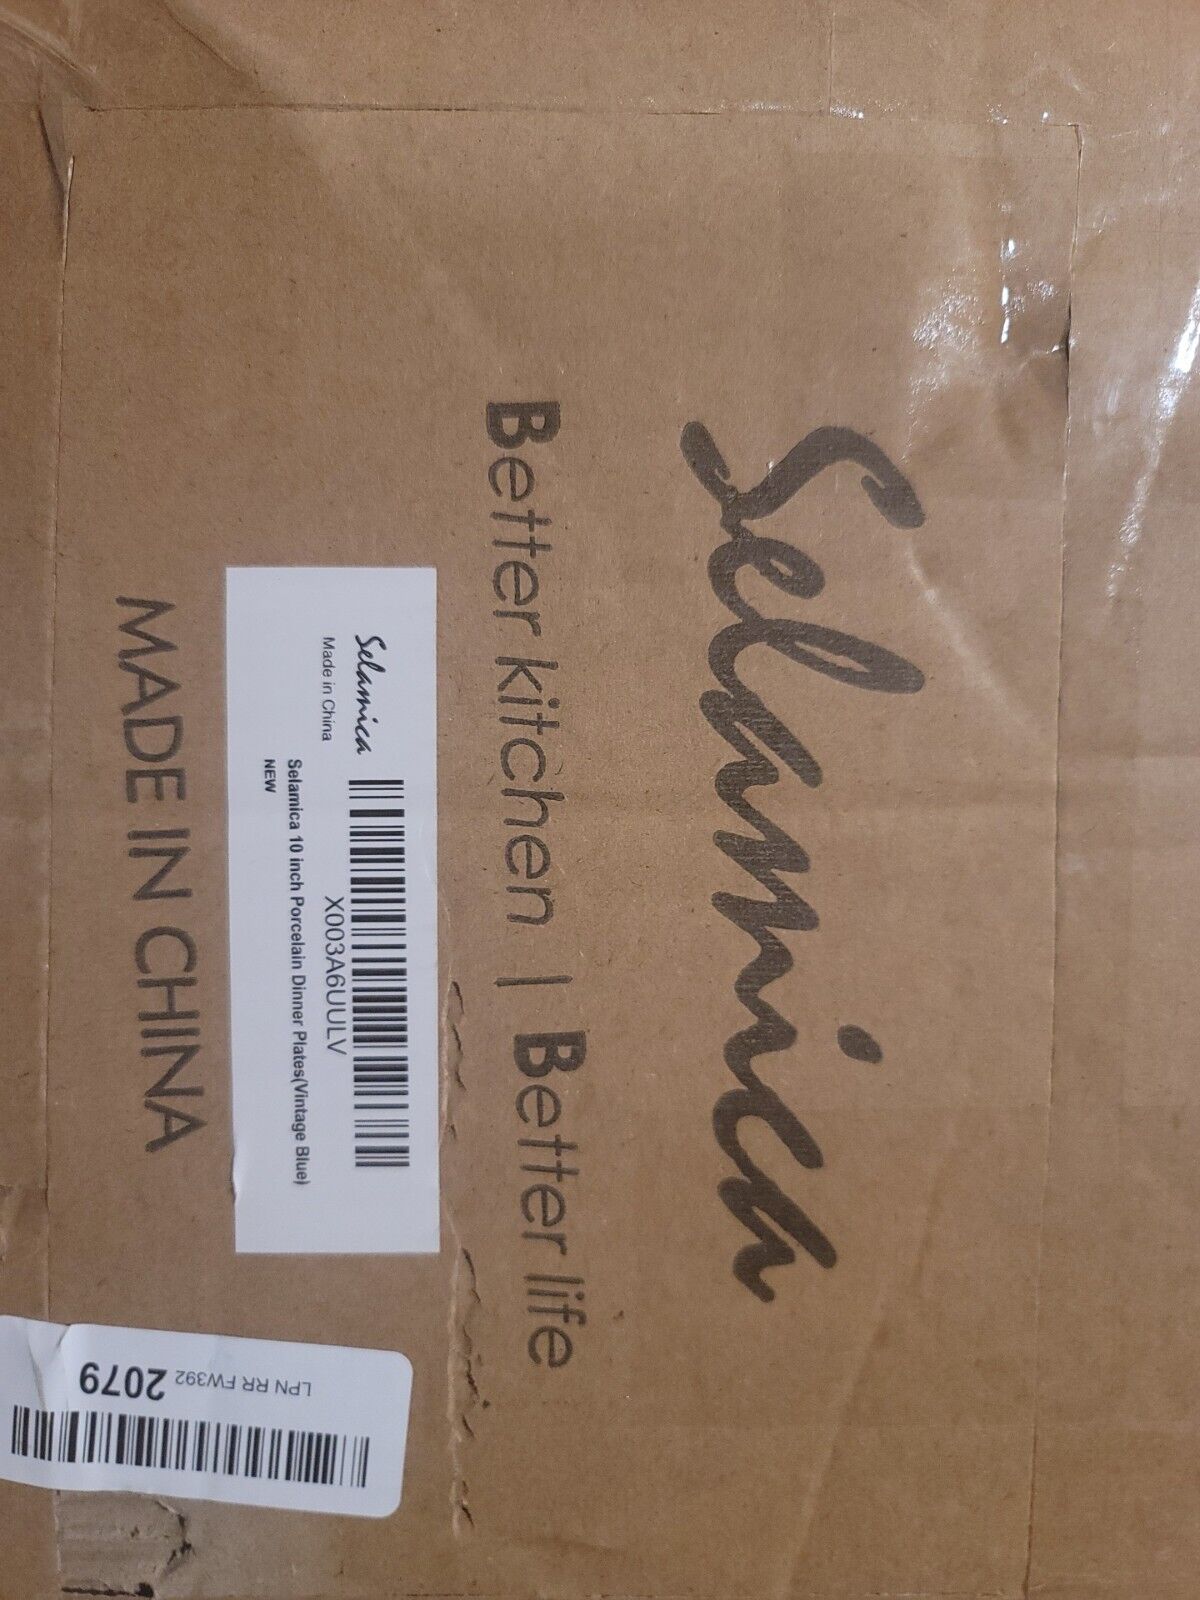 Selamica
Better kitchen | Better life
Selamica
Made in China
X003A6UULV
Selamica 10 inch Porcelain Dinner Plates(Vintage Blue)
NEW
MADE IN CHINA
LPN RR FW392
2079